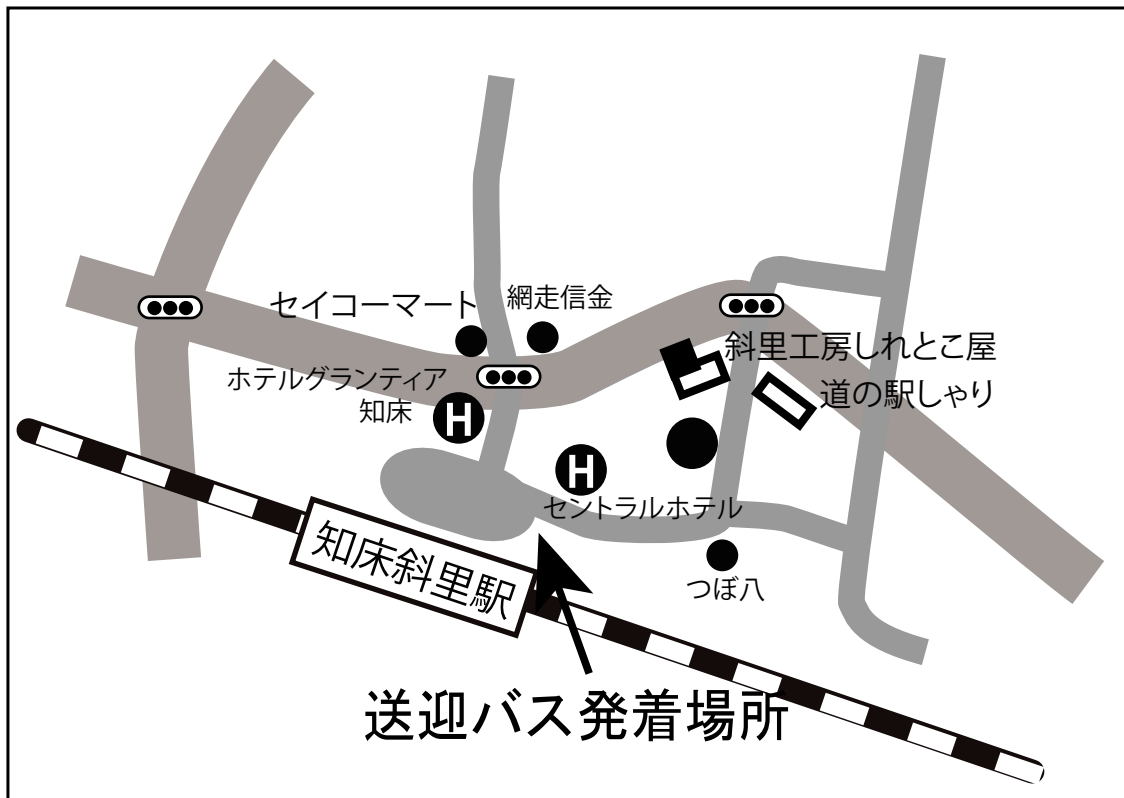 セイコーマート
網走信金
斜里工房しれとこ屋
道の駅しゃり
ホテルグランティア
知床
H
H
セントラルホテル
知床斜里駅
つぼ八
送迎バス発着場所